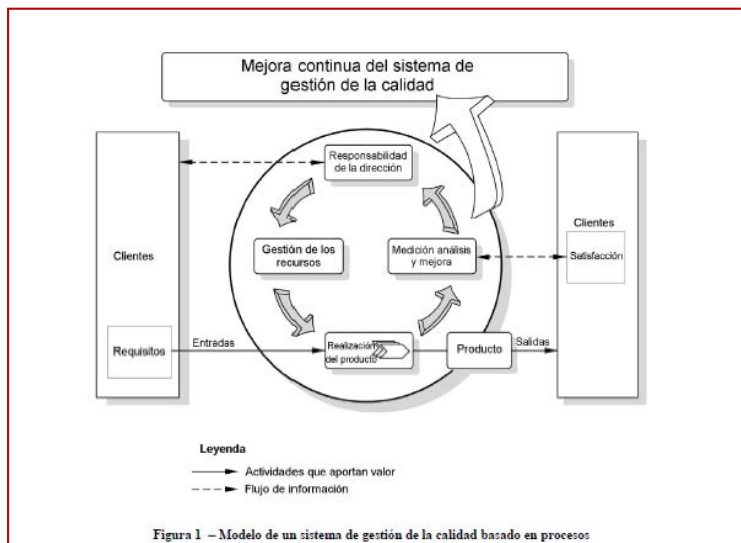 Mejora continua del sistema de
gestión de la calidad
Responsabilidad
de la dirección
Clientes
Gestión de los
recursos
Medición análisis
y mejora
Clientes
Satisfacción
Requisitos
Entradas
Realización
del producto
Producto
Salidas
Leyenda
Actividades que aportan valor
Flujo de información
Figura 1 – Modelo de un sistema de gestión de la calidad basado en procesos